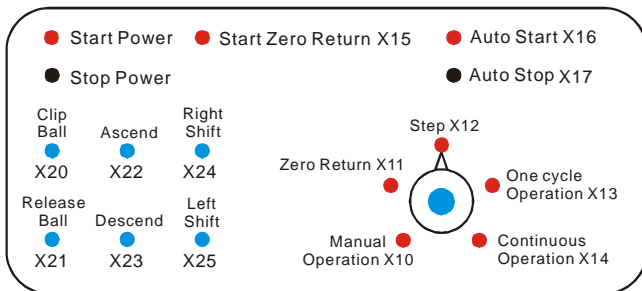 Start Power
Start Zero Return X15
Auto Start X16
Stop Power
Auto Stop X17
Clip
Ball
X20
Ascend
X22
Right
Shift
X24
Release
Ball
X21
Descend
X23
Left
Shift
X25
Step X12
Zero Return X11
One cycle
Operation X13
Manual
Operation X10
Continuous
Operation X14